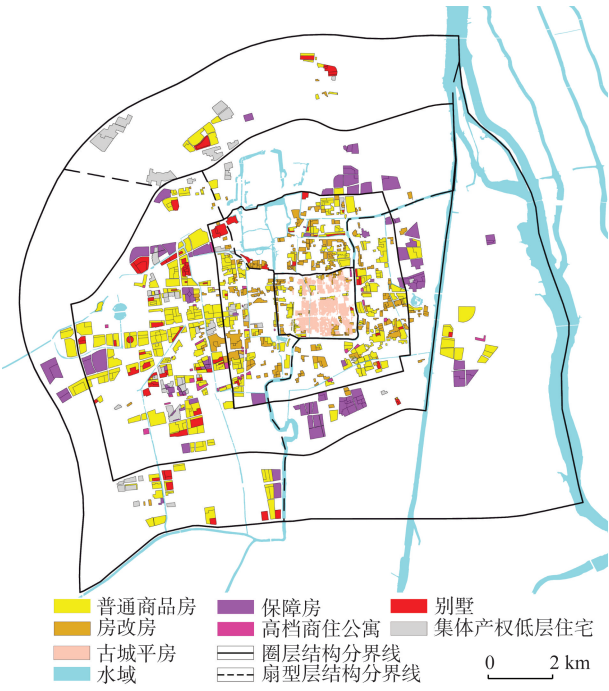 普通商品房 保障房 别墅
房改房 高档商住公寓 集体产权低层住宅
古城平房 圈层结构分界线
水域 扇型层结构分界线
0 2 km